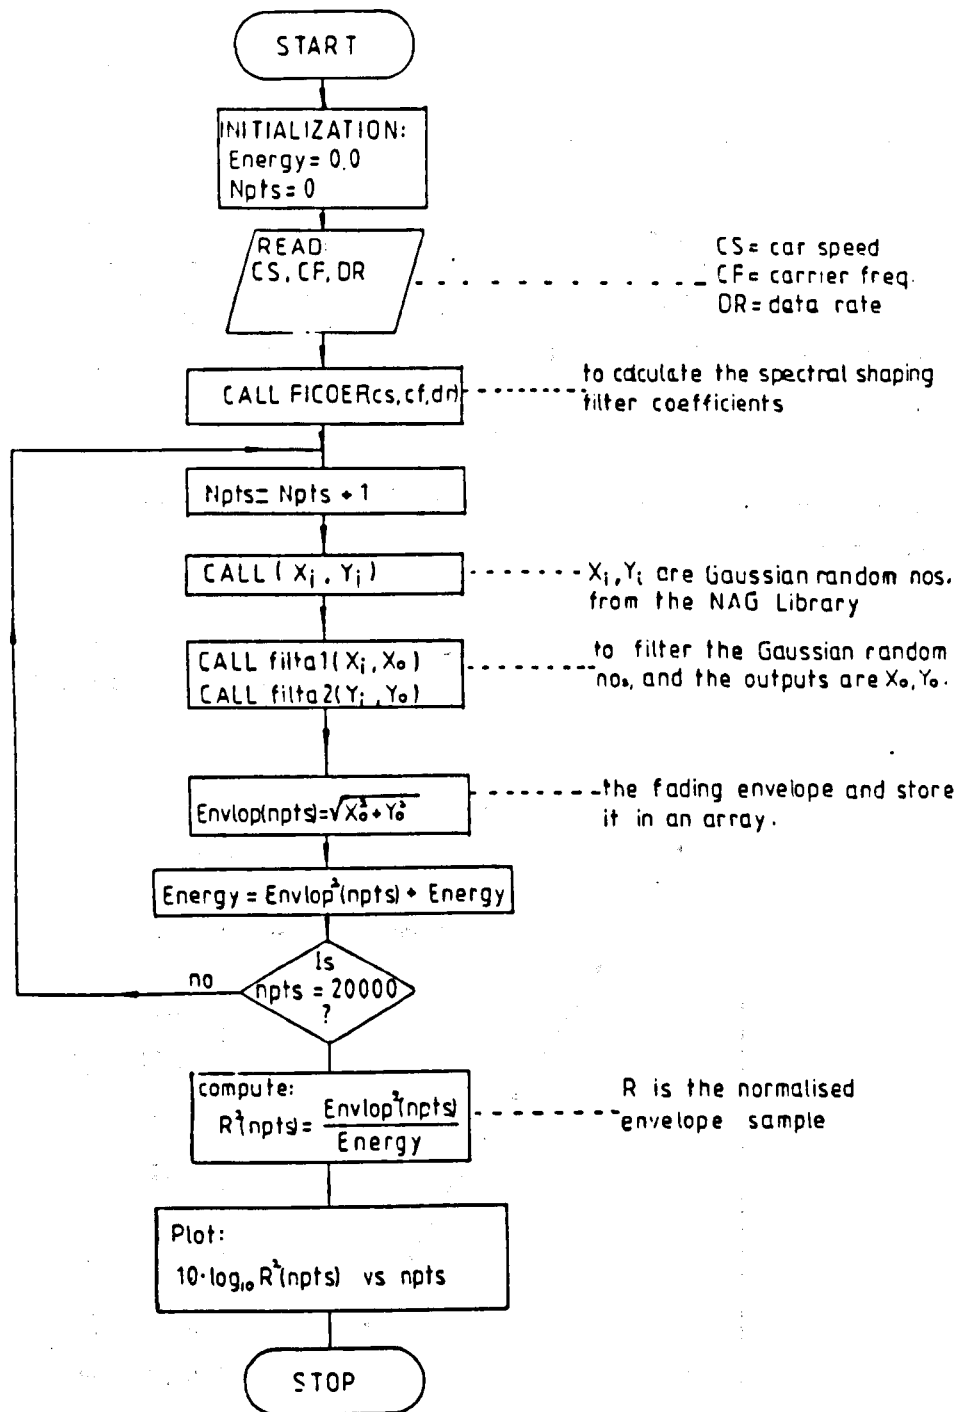 START
INITIALIZATION:
Energy = 0.0
Npts = 0
READ:
CS, CF, DR
CS = car speed
CF = carrier freq.
DR = data rate
CALL FICOER(cs,cf,dr)
to calculate the spectral shaping
filter coefficients
Npts = Npts + 1
CALL ( Xi , Yi )
Xi, Yi are Gaussian random nos.
from the NAG Library
CALL filta1(Xi, Xo)
CALL filta2(Yi, Yo)
to filter the Gaussian random
nos, and the outputs are Xo, Yo.
Envlop(npts)=√Xo²+Yo²
the fading envelope and store
it in an array.
Energy = Envlop²(npts) + Energy
Is
npts = 20000
?
no
compute:
R²(npts) = Envlop²(npts)
Energy
R is the normalised
envelope sample
Plot:
10·log10 R²(npts) vs npts
STOP